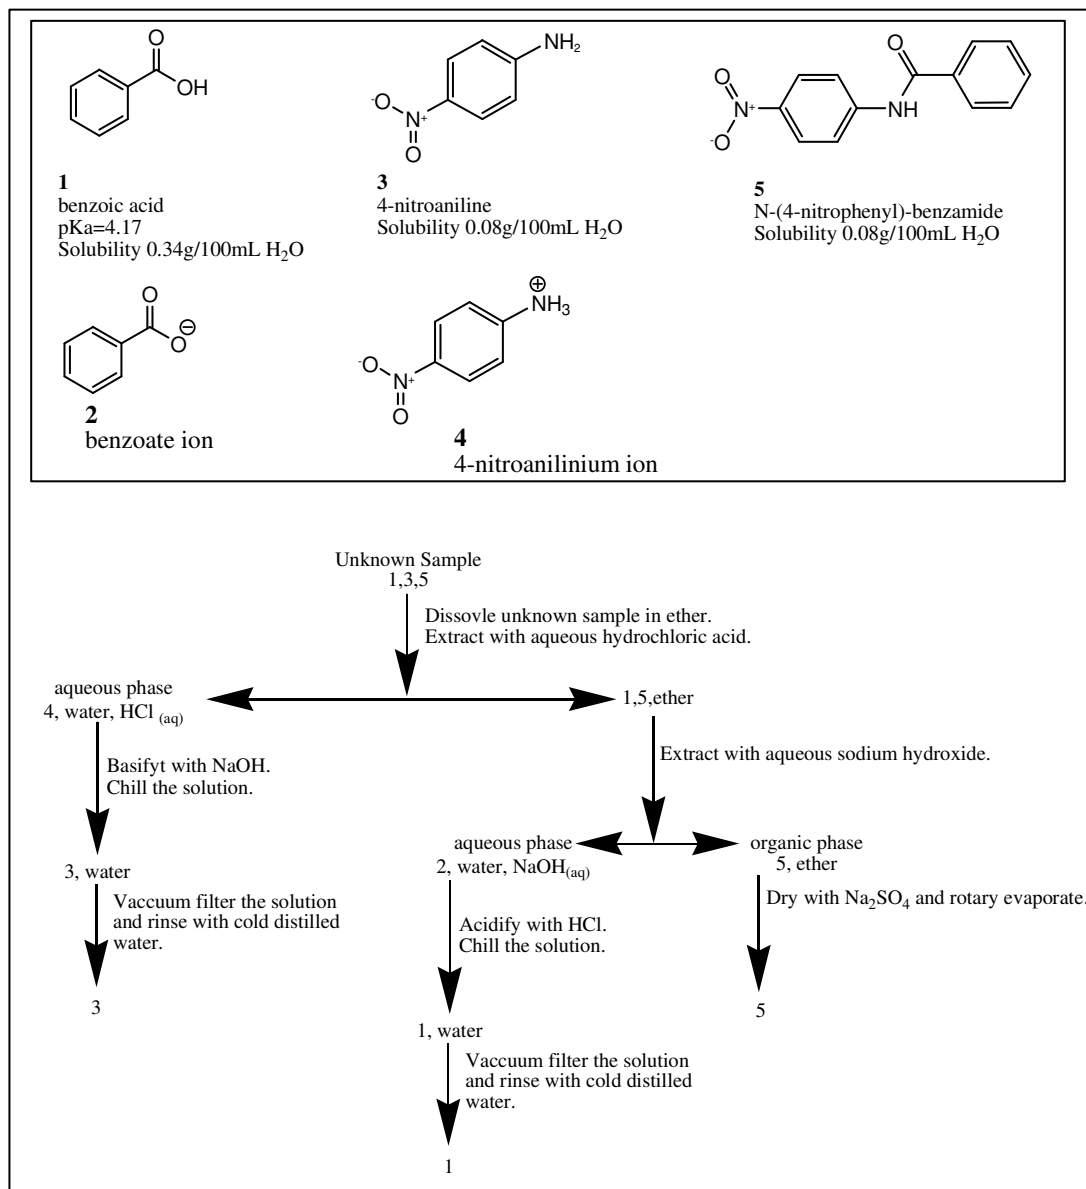 O
OH
1
benzoic acid
pKa=4.17
Solubility 0.34g/100mL H2O
NH2
-O
N+
O
3
4-nitroaniline
Solubility 0.08g/100mL H2O
O
NH
O
N+
-O
5
N-(4-nitrophenyl)-benzamide
Solubility 0.08g/100mL H2O
O
O⊖
2
benzoate ion
⊕
NH3
-O
N+
O
4
4-nitroanilinium ion
Unknown Sample
1,3,5
Dissovle unknown sample in ether.
Extract with aqueous hydrochloric acid.
aqueous phase
4, water, HCl (aq)
1,5,ether
Basifyt with NaOH.
Chill the solution.
Extract with aqueous sodium hydroxide.
3, water
aqueous phase
2, water, NaOH(aq)
organic phase
5, ether
Vaccuum filter the solution
and rinse with cold distilled
water.
Acidify with HCl.
Chill the solution.
Dry with Na2SO4 and rotary evaporate.
3
5
1, water
Vaccuum filter the solution
and rinse with cold distilled
water.
1